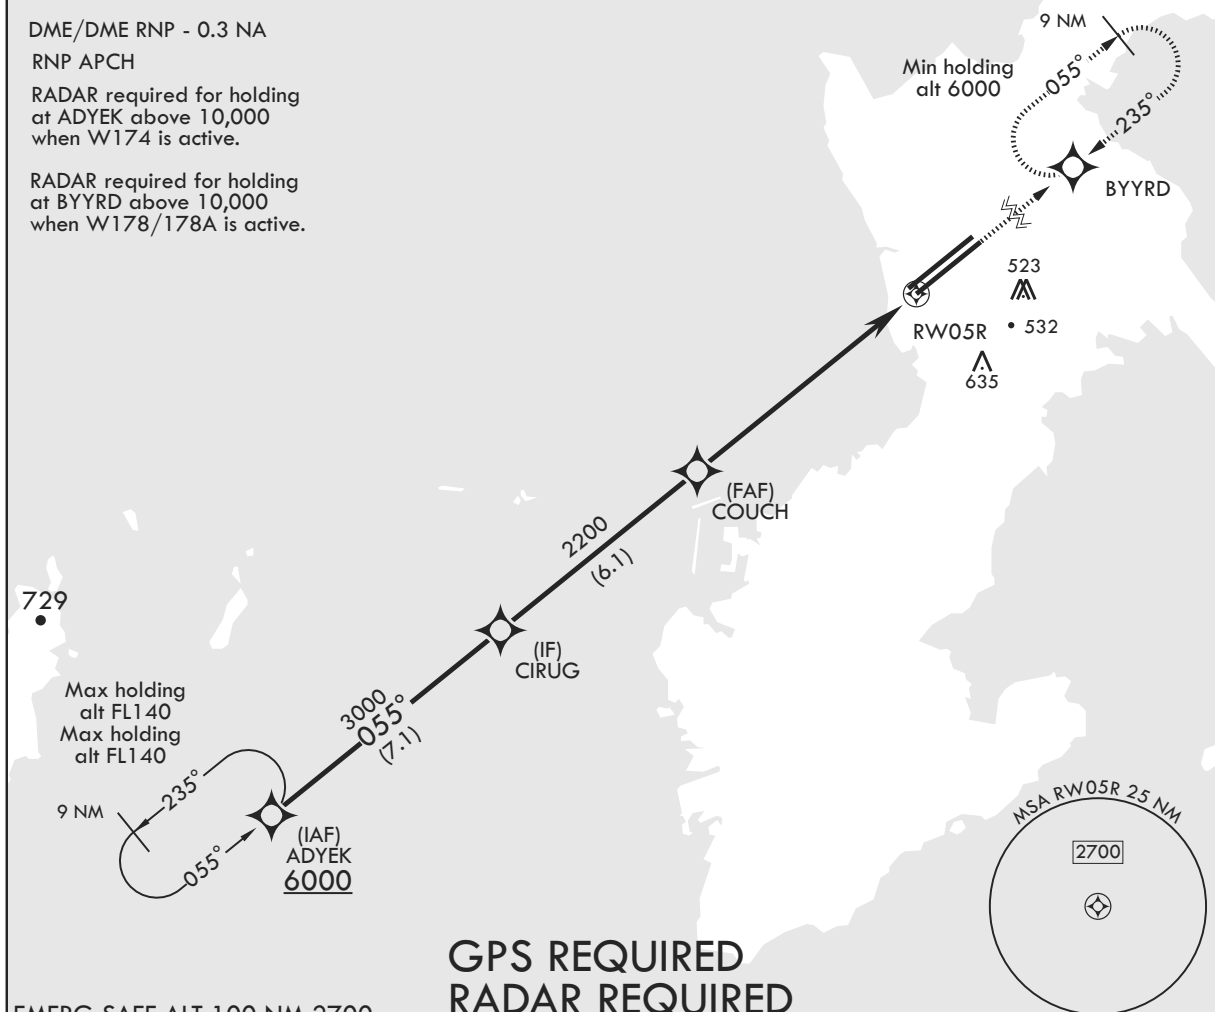 DME/DME RNP - 0.3 NA
RNP APCH
RADAR required for holding
at ADYEK above 10,000
when W174 is active.
RADAR required for holding
at BYYRD above 10,000
when W178/178A is active.
9 NM
Min holding
alt 6000
055°
235°
BYYRD
523
RW05R
532
635
(FAF)
COUCH
2200
(6.1)
729
(IF)
CIRUG
Max holding
alt FL140
Max holding
alt FL140
3000
055°
(7.1)
235°
9 NM
055°
(IAF)
ADYEK
6000
MSA RW05R 25 NM
2700
GPS REQUIRED
RADAR REQUIRED
EMERG SAFE ALT 100 NM 2700